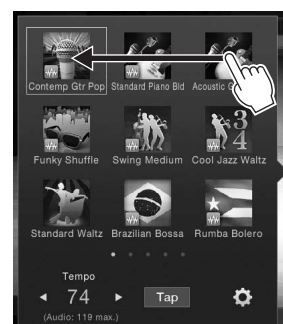 Contemp Gtr Pop Standard Piano Bld Acoustic G
Funky Shuffle Swing Medium Cool Jazz Waltz
3
4
Standard Waltz Brazilian Bossa Rumba Bolero
Tempo
74 Tap
(Audio: 119 max.)